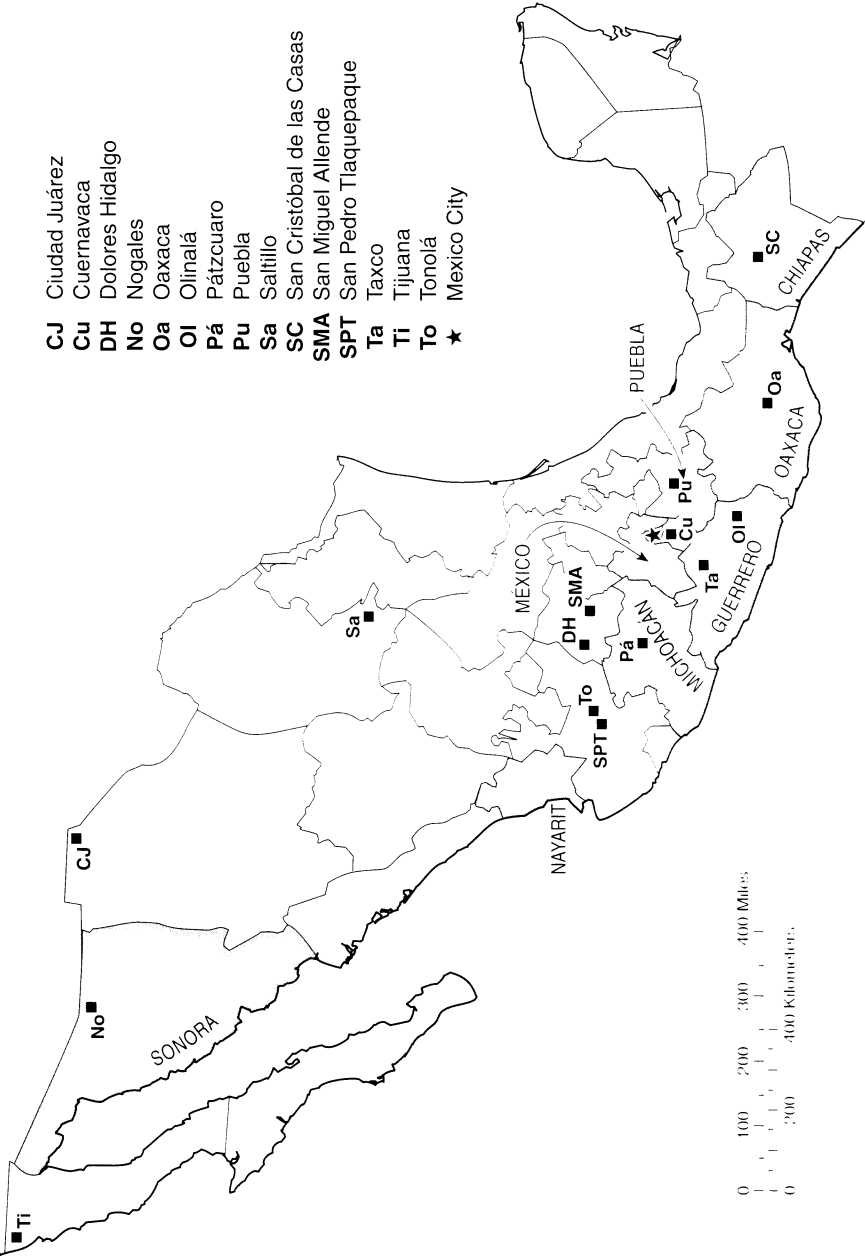 CJ Ciudad Juárez
Cu Cuernavaca
DH Dolores Hidalgo
No Nogales
Oa Oaxaca
Ol Olinalá
Pá Pátzcuaro
Pu Puebla
Sa Saltillo
SC San Cristóbal de las Casas
SMA San Miguel Allende
SPT San Pedro Tlaquepaque
Ta Taxco
Ti Tijuana
To Tonolá
★ Mexico City
Ti
No
CJ
SONORA
Sa
NAYARIT
MÉXICO
SPT
To
DH
SMA
Pá
MICHOACÁN
Cu
Pu
PUEBLA
Ta
Ol
GUERRERO
Oa
OAXACA
SC
CHIAPAS
0 100 200 300 400 Miles
0 200 400 Kilometers